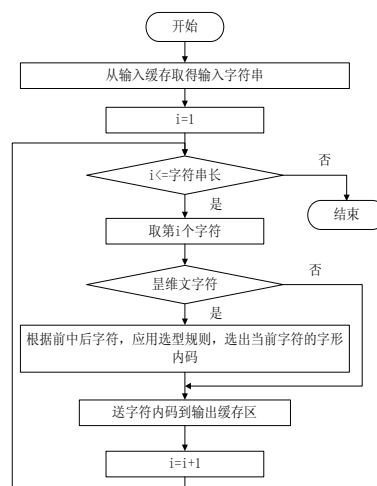 开始
从输入缓存取得输入字符串
i=1
i<=字符串长
否
是
结束
取第i个字符
昰维文字符
否
是
根据前中后字符，应用选型规则，选出当前字符的字形
内码
送字符内码到输出缓存区
i=i+1